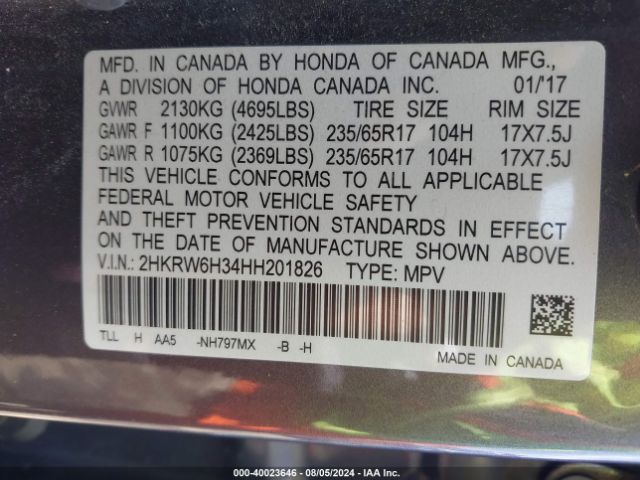 MFD. IN CANADA BY HONDA OF CANADA MFG.,
A DIVISION OF HONDA CANADA INC. 01/'17
GVWR 2130KG (4695LBS) TIRE SIZE RIM SIZE
GAWR F 1100KG (2425LBS) 235/65R17 104H 17X7.5J
GAWR R 1075KG (2369LBS) 235/65R17 104H 17X7.5J
THIS VEHICLE CONFORMS TO ALL APPLICABLE
FEDERAL MOTOR VEHICLE SAFETY
AND THEFT PREVENTION STANDARDS IN EFFECT
ON THE DATE OF MANUFACTURE SHOWN ABOVE.
V.I.N.: 2HKRW6H34HH201826 TYPE: MPV
TLL H AA5 -NH797MX -B -H
MADE IN CANADA
000-40023646 - 08/05/2024 - IAA Inc.